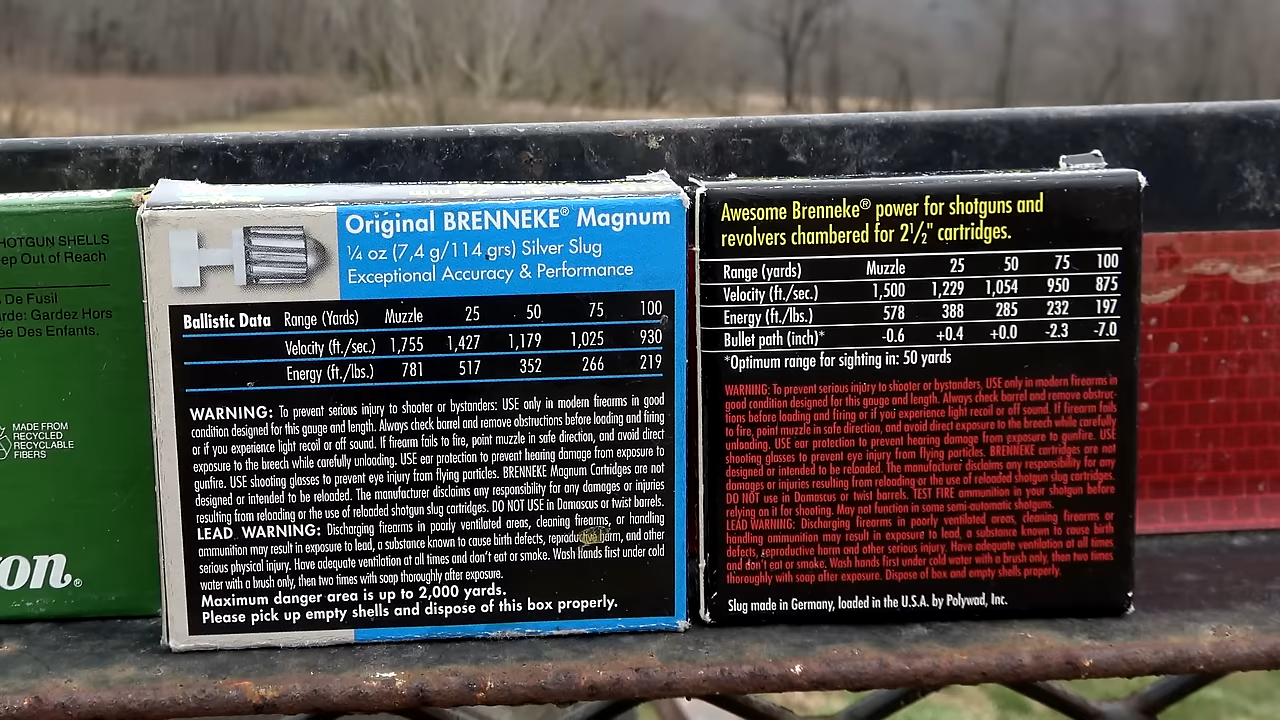 HOTGUN SHELLS
ep Out of Reach
De Fusil
arde: Gardez Hors
ée Des Enfants.
MADE FROM
RECYCLED
RECYCLABLE
FIBERS
on®
Original BRENNEKE® Magnum
¼ oz (7,4 g/114 grs) Silver Slug
Exceptional Accuracy & Performance
Ballistic Data Range (Yards) Muzzle 25 50 75 100
Velocity (ft./sec.) 1,755 1,427 1,179 1,025 930
Energy (ft./lbs.) 781 517 352 266 219
WARNING: To prevent serious injury to shooter or bystanders: USE only in modern firearms in good
condition designed for this gauge and length. Always check barrel and remove obstructions before loading and firing
or if you experience light recoil or off sound. If firearm fails to fire, point muzzle in safe direction, and avoid direct
exposure to the breech while carefully unloading. USE ear protection to prevent hearing damage from exposure to
gunfire. USE shooting glasses to prevent eye injury from flying particles. BRENNEKE Magnum Cartridges are not
designed or intended to be reloaded. The manufacturer disclaims any responsibility for any damages or injuries
resulting from reloading or the use of reloaded shotgun slug cartridges. DO NOT USE in Damascus or twist barrels.
LEAD WARNING: Discharging firearms in poorly ventilated areas, cleaning firearms, or handling
ammunition may result in exposure to lead, a substance known to cause birth defects, reproductive harm, and other
serious physical injury. Have adequate ventilation at all times and don't eat or smoke. Wash Hands first under cold
water with a brush only, then two times with soap thoroughly after exposure.
Maximum danger area is up to 2,000 yards.
Please pick up empty shells and dispose of this box properly.
Awesome Brenneke® power for shotguns and
revolvers chambered for 2½" cartridges.
Range (yards) Muzzle 25 50 75 100
Velocity (ft./sec.) 1,500 1,229 1,054 950 875
Energy (ft./lbs.) 578 388 285 232 197
Bullet path (inch)* -0.6 +0.4 +0.0 -2.3 -7.0
*Optimum range for sighting in: 50 yards
WARNING: To prevent serious injury to shooter or bystanders, USE only in modern firearms in
good condition designed for this gauge and length. Always check barrel and remove obstruc-
tions before loading and firing or if you experience light recoil or off sound. If firearm fails
to fire, point muzzle in safe direction, and avoid direct exposure to the breech while carefully
unloading. USE ear protection to prevent hearing damage from exposure to gunfire. USE
shooting glasses to prevent eye injury from flying particles. BRENNEKE cartridges are not
designed or intended to be reloaded. The manufacturer disclaims any responsibility for any
damages or injuries resulting from reloading or the use of reloaded shotgun slug cartridges.
DO NOT use in Damascus or twist barrels. TEST FIRE ammunition in your shotgun before
relying on it for shooting. May not function in some semi-automatic shotguns.
LEAD WARNING: Discharging firearms in poorly ventilated areas, cleaning firearms or
handling ammunition may result in exposure to lead, a substance known to cause birth
defects, reproductive harm and other serious injury. Have adequate ventilation at all times
and don't eat or smoke. Wash Hands first under cold water with a brush only, then two times
thoroughly with soap after exposure. Dispose of box and empty shells properly.
Slug made in Germany, loaded in the U.S.A. by Polywad, Inc.